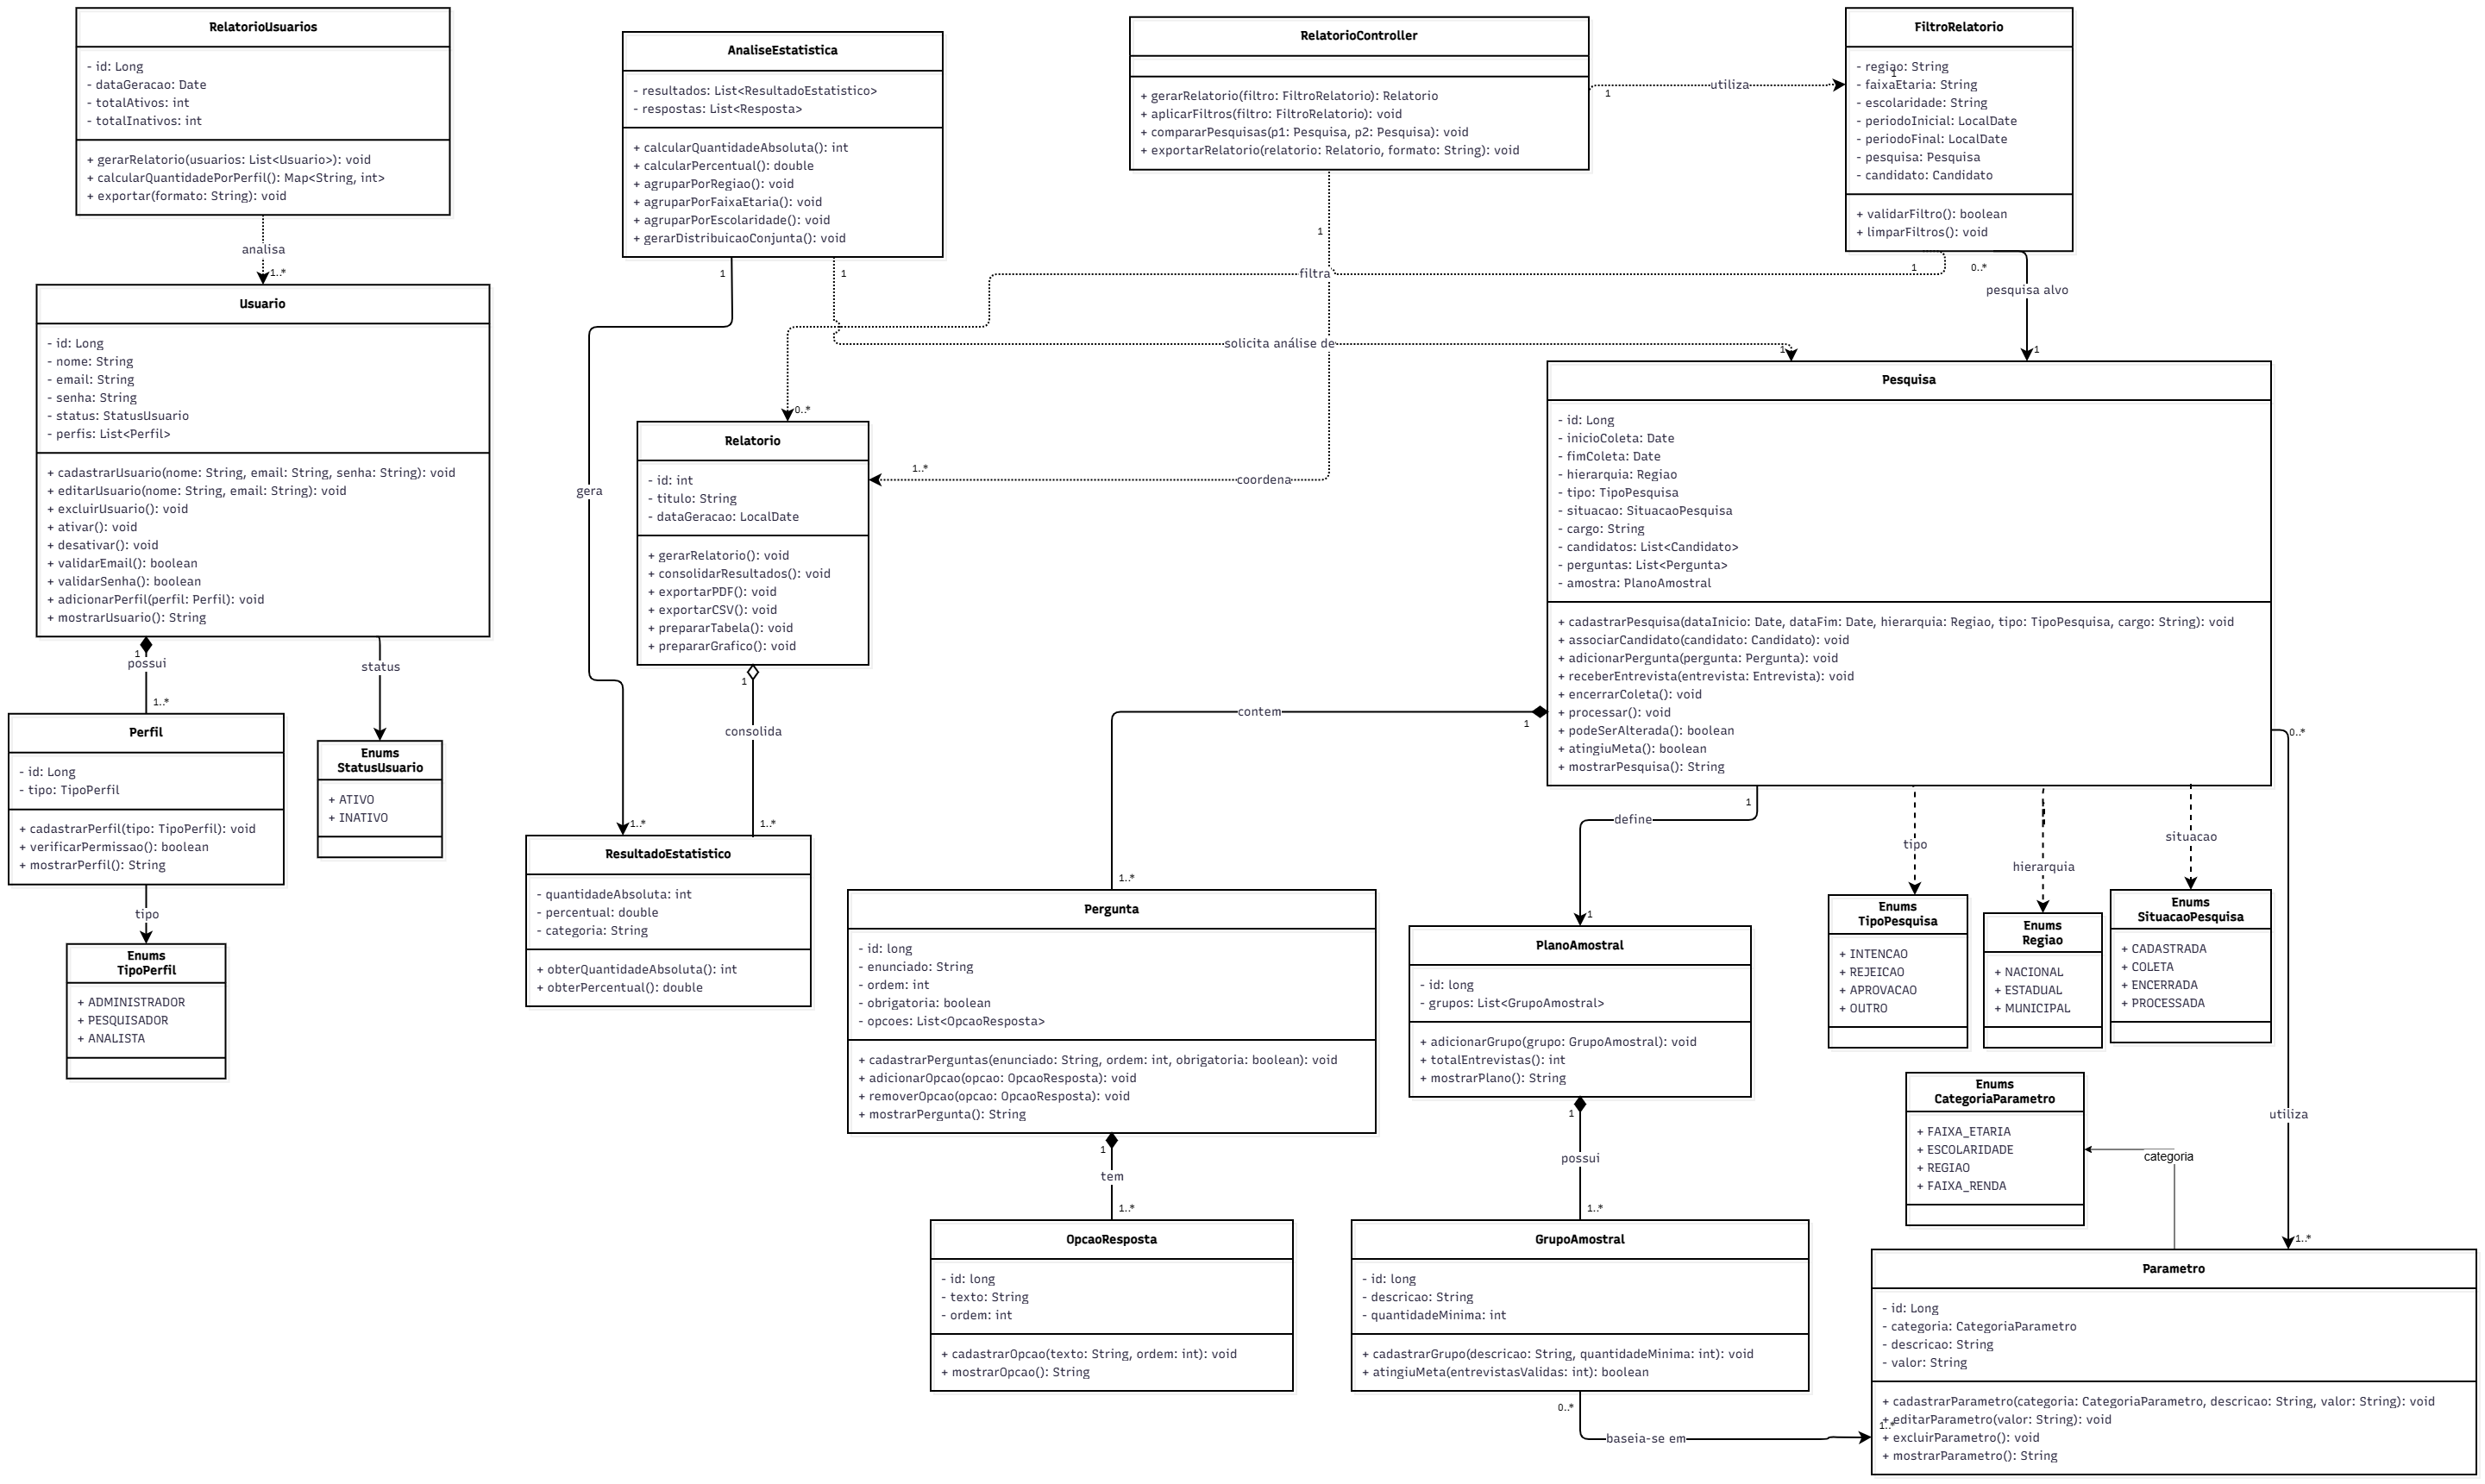 RelatorioUsuarios
- id: Long
- dataGeracao: Date
- totalAtivos: int
- totalInativos: int
+ gerarRelatorio(usuarios: List<Usuario>): void
+ calcularQuantidadePorPerfil(): Map<String, int>
+ exportar(formato: String): void
analisa
1..*
AnaliseEstatistica
- resultados: List<ResultadoEstatistico>
- respostas: List<Resposta>
+ calcularQuantidadeAbsoluta(): int
+ calcularPercentual(): double
+ agruparPorRegiao(): void
+ agruparPorFaixaEtaria(): void
+ agruparPorEscolaridade(): void
+ gerarDistribuicaoConjunta(): void
1
1
RelatorioController
+ gerarRelatorio(filtro: FiltroRelatorio): Relatorio
+ aplicarFiltros(filtro: FiltroRelatorio): void
+ compararPesquisas(p1: Pesquisa, p2: Pesquisa): void
+ exportarRelatorio(relatorio: Relatorio, formato: String): void
1
utiliza
1
1
FiltroRelatorio
- regiao: String
- faixaEtaria: String
- escolaridade: String
- periodoInicial: LocalDate
- periodoFinal: LocalDate
- pesquisa: Pesquisa
- candidato: Candidato
+ validarFiltro(): boolean
+ limparFiltros(): void
1
0..*
filtra
pesquisa alvo
solicita análise de
1
1
Usuario
- id: Long
- nome: String
- email: String
- senha: String
- status: StatusUsuario
- perfis: List<Perfil>
+ cadastrarUsuario(nome: String, email: String, senha: String): void
+ editarUsuario(nome: String, email: String): void
+ excluirUsuario(): void
+ ativar(): void
+ desativar(): void
+ validarEmail(): boolean
+ validarSenha(): boolean
+ adicionarPerfil(perfil: Perfil): void
+ mostrarUsuario(): String
1
possui
1..*
status
gera
0..*
Relatorio
- id: int
- titulo: String
- dataGeracao: LocalDate
+ gerarRelatorio(): void
+ consolidarResultados(): void
+ exportarPDF(): void
+ exportarCSV(): void
+ prepararTabela(): void
+ prepararGrafico(): void
1..*
coordena
1
consolida
1..*
1..*
Pesquisa
- id: Long
- inicioColeta: Date
- fimColeta: Date
- hierarquia: Regiao
- tipo: TipoPesquisa
- situacao: SituacaoPesquisa
- cargo: String
- candidatos: List<Candidato>
- perguntas: List<Pergunta>
- amostra: PlanoAmostral
+ cadastrarPesquisa(dataInicio: Date, dataFim: Date, hierarquia: Regiao, tipo: TipoPesquisa, cargo: String): void
+ associarCandidato(candidato: Candidato): void
+ adicionarPergunta(pergunta: Pergunta): void
+ receberEntrevista(entrevista: Entrevista): void
+ encerrarColeta(): void
+ processar(): void
+ podeSerAlterada(): boolean
+ atingiuMeta(): boolean
+ mostrarPesquisa(): String
contem
1
1..*
0..*
1
define
1
tipo
hierarquia
situacao
Perfil
- id: Long
- tipo: TipoPerfil
+ cadastrarPerfil(tipo: TipoPerfil): void
+ verificarPermissao(): boolean
+ mostrarPerfil(): String
tipo
Enums
StatusUsuario
+ ATIVO
+ INATIVO
Enums
TipoPerfil
+ ADMINISTRADOR
+ PESQUISADOR
+ ANALISTA
ResultadoEstatistico
- quantidadeAbsoluta: int
- percentual: double
- categoria: String
+ obterQuantidadeAbsoluta(): int
+ obterPercentual(): double
Pergunta
- id: long
- enunciado: String
- ordem: int
- obrigatoria: boolean
- opcoes: List<OpcaoResposta>
+ cadastrarPerguntas(enunciado: String, ordem: int, obrigatoria: boolean): void
+ adicionarOpcao(opcao: OpcaoResposta): void
+ removerOpcao(opcao: OpcaoResposta): void
+ mostrarPergunta(): String
1
tem
1..*
PlanoAmostral
- id: long
- grupos: List<GrupoAmostral>
+ adicionarGrupo(grupo: GrupoAmostral): void
+ totalEntrevistas(): int
+ mostrarPlano(): String
1
possui
1..*
Enums
TipoPesquisa
+ INTENCAO
+ REJEICAO
+ APROVACAO
+ OUTRO
Enums
Regiao
+ NACIONAL
+ ESTADUAL
+ MUNICIPAL
Enums
SituacaoPesquisa
+ CADASTRADA
+ COLETA
+ ENCERRADA
+ PROCESSADA
Enums
CategoriaParametro
+ FAIXA_ETARIA
+ ESCOLARIDADE
+ REGIAO
+ FAIXA_RENDA
categoria
utiliza
1..*
OpcaoResposta
- id: long
- texto: String
- ordem: int
+ cadastrarOpcao(texto: String, ordem: int): void
+ mostrarOpcao(): String
GrupoAmostral
- id: long
- descricao: String
- quantidadeMinima: int
+ cadastrarGrupo(descricao: String, quantidadeMinima: int): void
+ atingiuMeta(entrevistasValidas: int): boolean
0..*
baseia-se em
1..*
Parametro
- id: Long
- categoria: CategoriaParametro
- descricao: String
- valor: String
+ cadastrarParametro(categoria: CategoriaParametro, descricao: String, valor: String): void
+ editarParametro(valor: String): void
+ excluirParametro(): void
+ mostrarParametro(): String